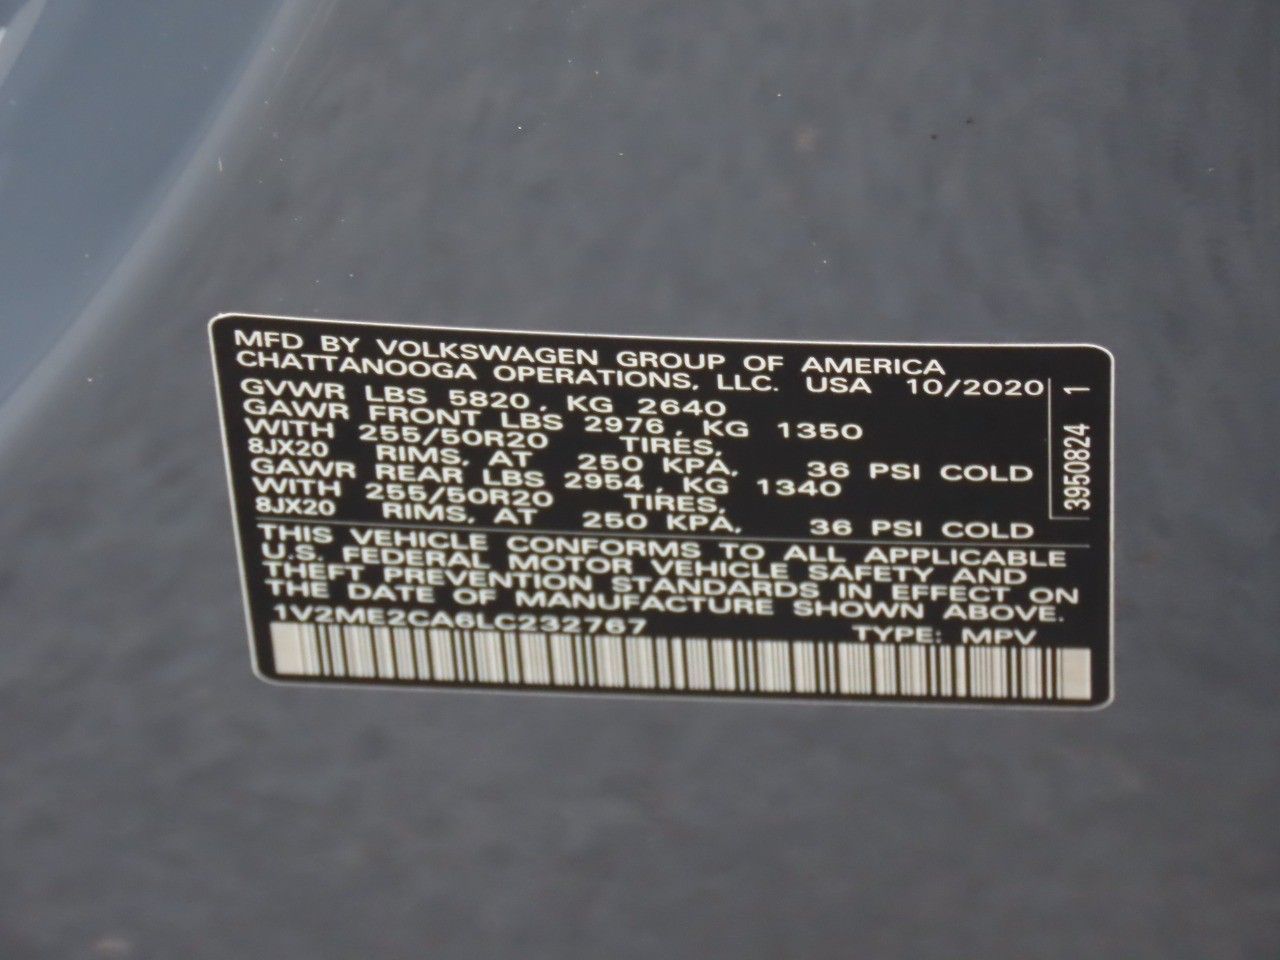 MFD BY VOLKSWAGEN GROUP OF AMERICA
CHATTANOOGA OPERATIONS, LLC. USA 10/2020
GVWR LBS 5820, KG 2640
GAWR FRONT LBS 2976, KG 1350
WITH 255/50R20 TIRES,
8JX20 RIMS, AT 250 KPA, 36 PSI COLD
GAWR REAR LBS 2954, KG 1340
WITH 255/50R20 TIRES,
8JX20 RIMS, AT 250 KPA, 36 PSI COLD
THIS VEHICLE CONFORMS TO ALL APPLICABLE
U.S. FEDERAL MOTOR VEHICLE SAFETY AND
THEFT PREVENTION STANDARDS IN EFFECT ON
THE DATE OF MANUFACTURE SHOWN ABOVE.
1V2ME2CA6LC232767 TYPE: MPV
3950824 1